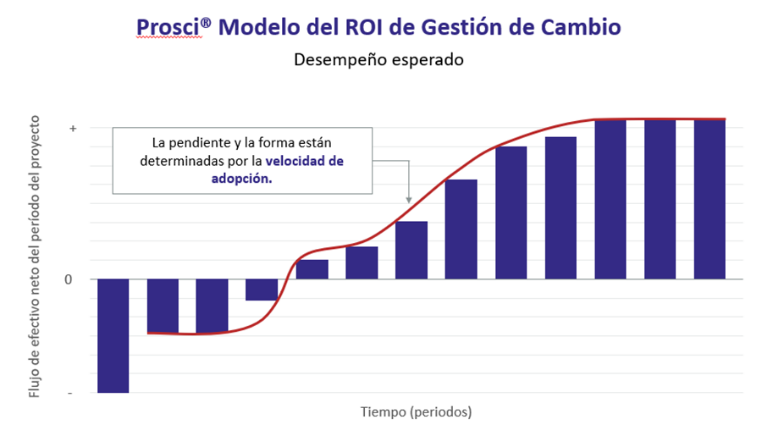 Prosci® Modelo del ROI de Gestión de Cambio
Desempeño esperado
Flujo de efectivo neto del período del proyecto
+
La pendiente y la forma están
determinadas por la velocidad de
adopción.
0
-
Tiempo (periodos)